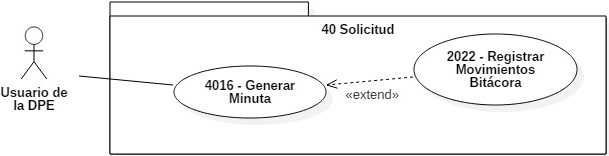 40 Solicitud
Usuario de
la DPE
4016 - Generar
Minuta
«extend»
2022 - Registrar
Movimientos
Bitácora